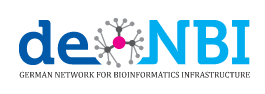 de NBI
GERMAN NETWORK FOR BIOINFORMATICS INFRASTRUCTURE